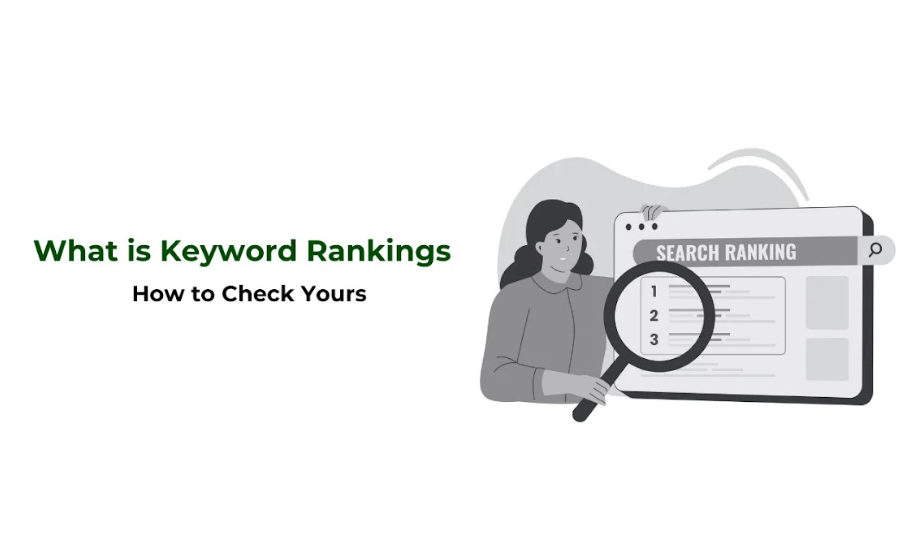 What is Keyword Rankings
How to Check Yours
SEARCH RANKING
1
2
3